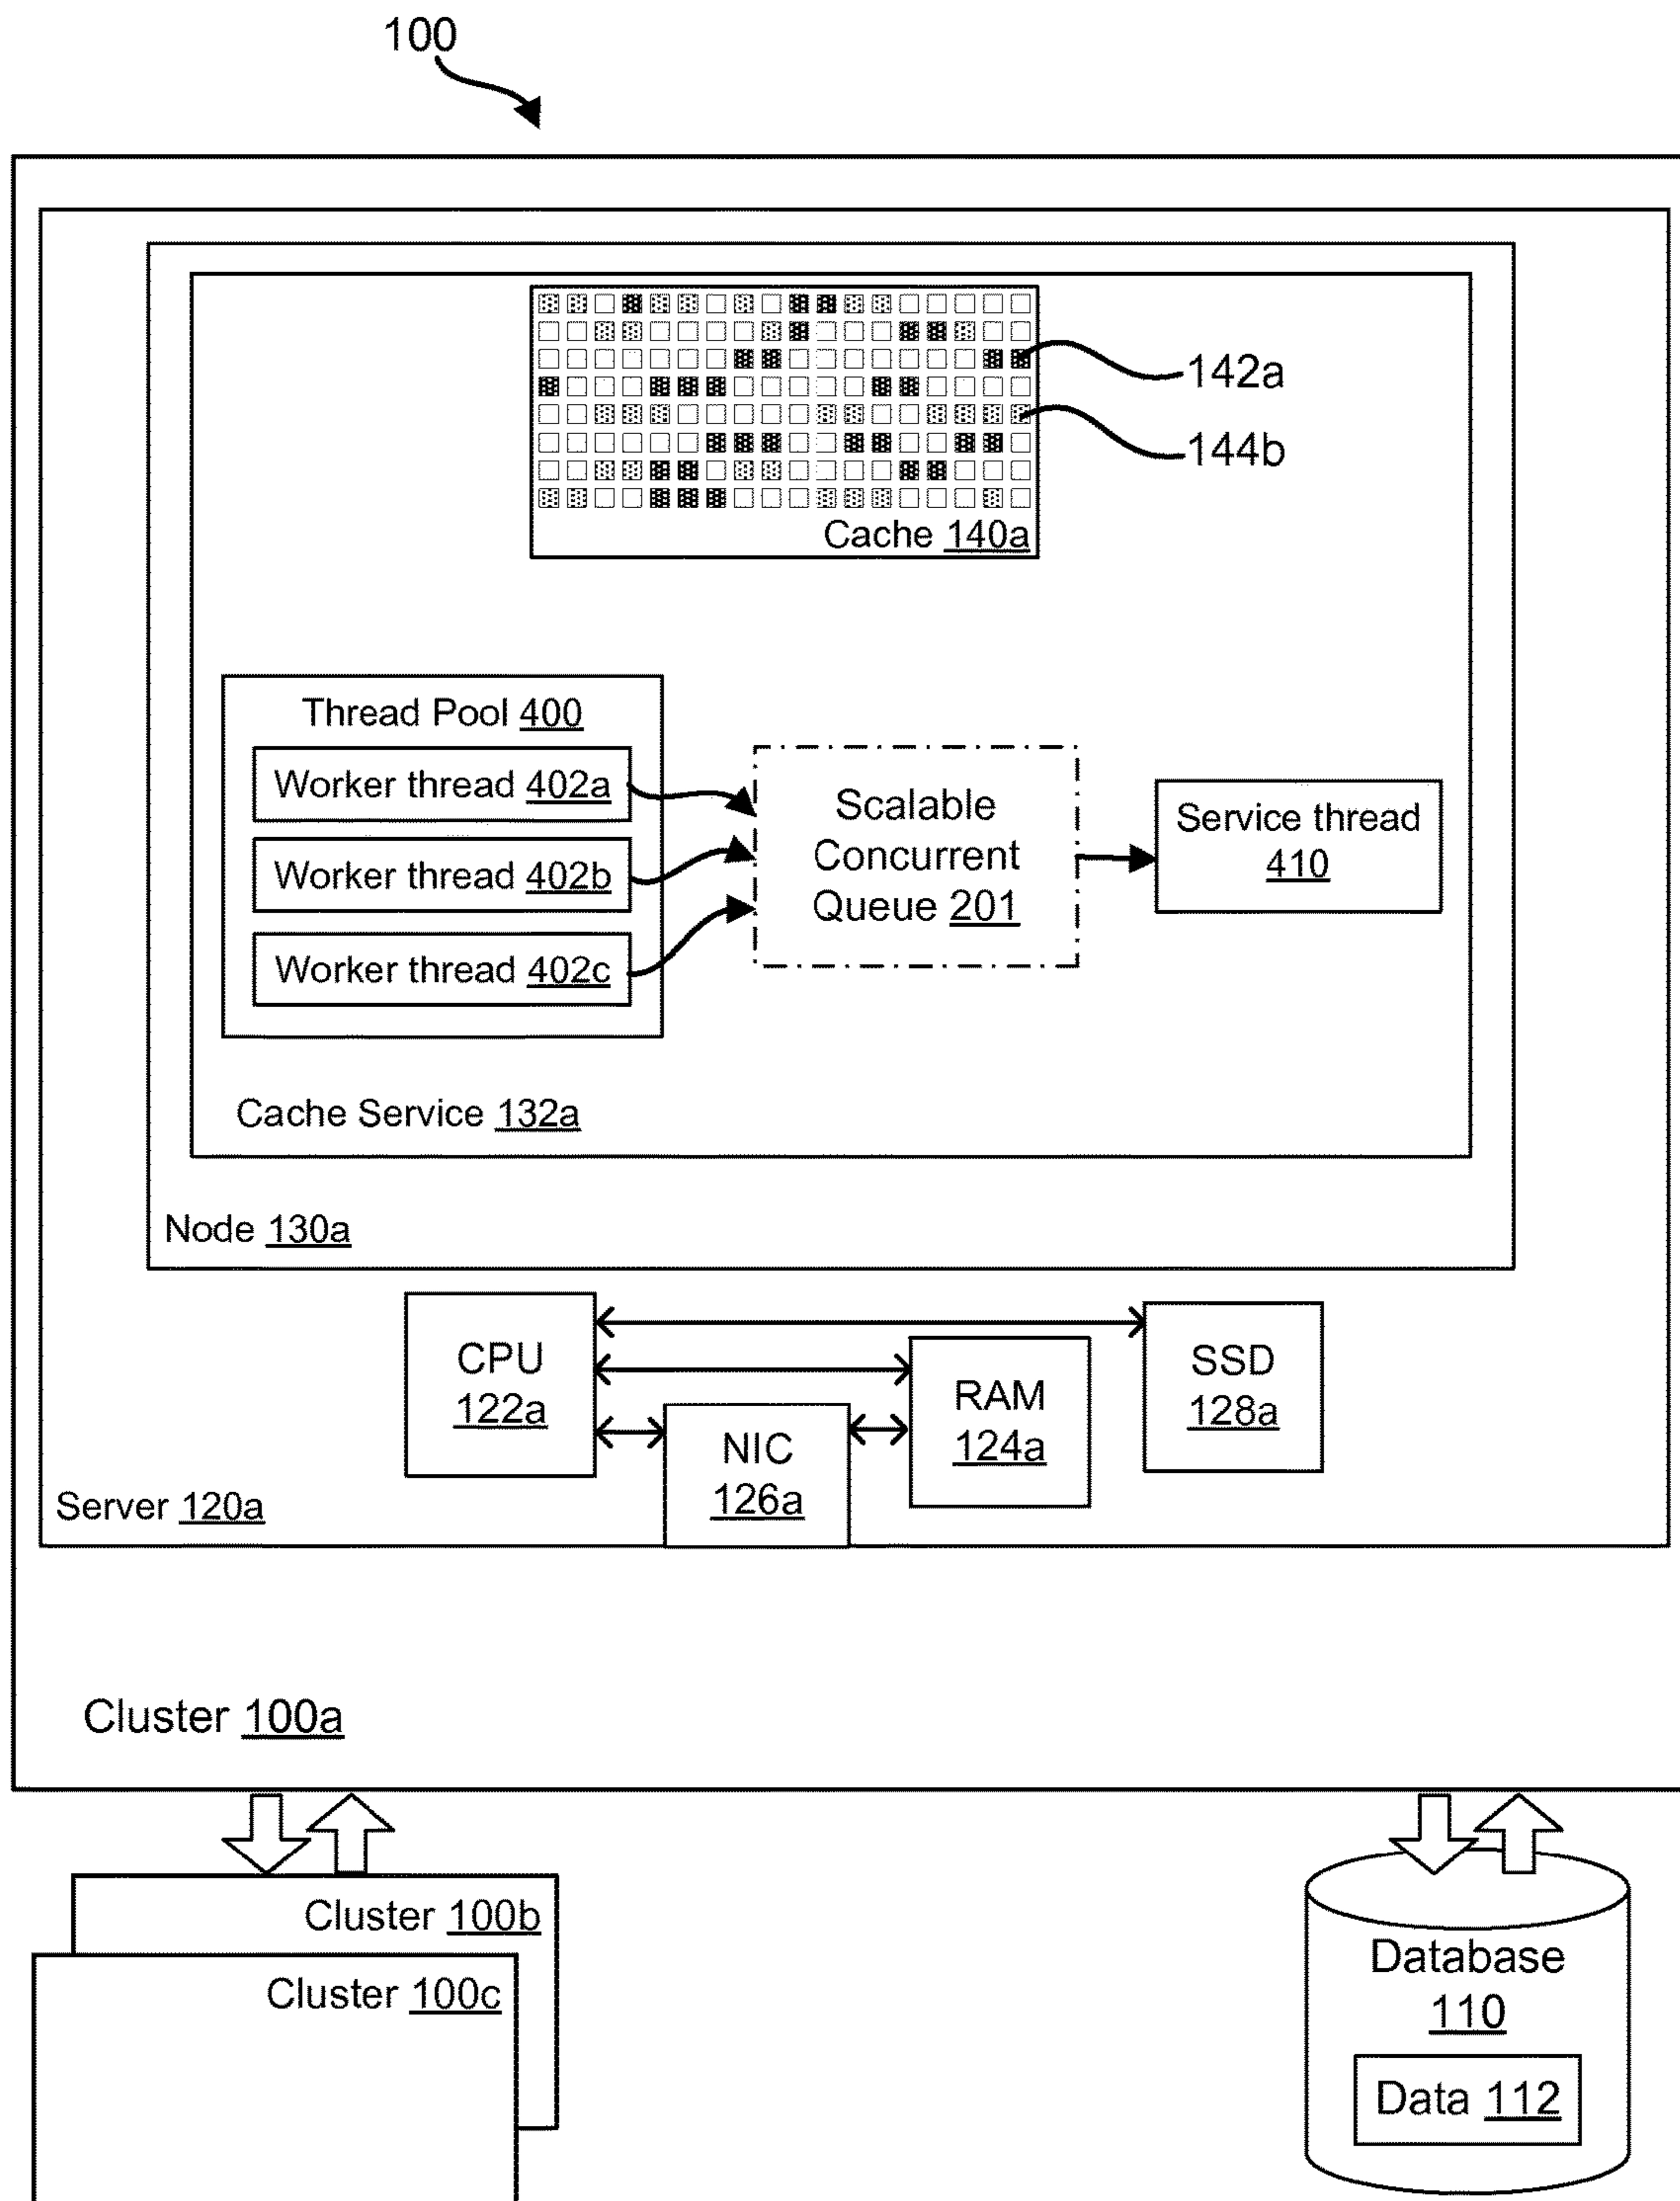 100
142a
144b
Cache 140a
Thread Pool 400
Worker thread 402a
Worker thread 402b
Worker thread 402c
Scalable
Concurrent
Queue 201
Service thread
410
Cache Service 132a
Node 130a
CPU
122a
NIC
126a
RAM
124a
SSD
128a
Server 120a
Cluster 100a
Cluster 100b
Cluster 100c
Database
110
Data 112